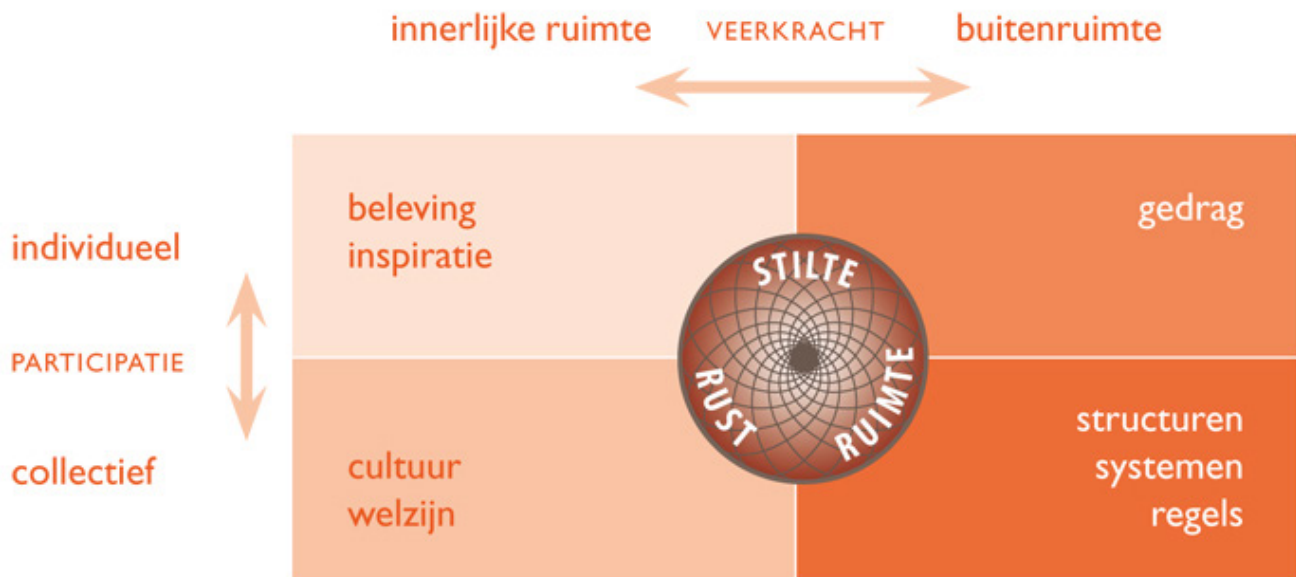 innerlijke ruimte VEERKRACHT buitenruimte
individueel
PARTICIPATIE
collectief
beleving
inspiratie
gedrag
STILTE
RUST
RUIMTE
cultuur
welzijn
structuren
systemen
regels